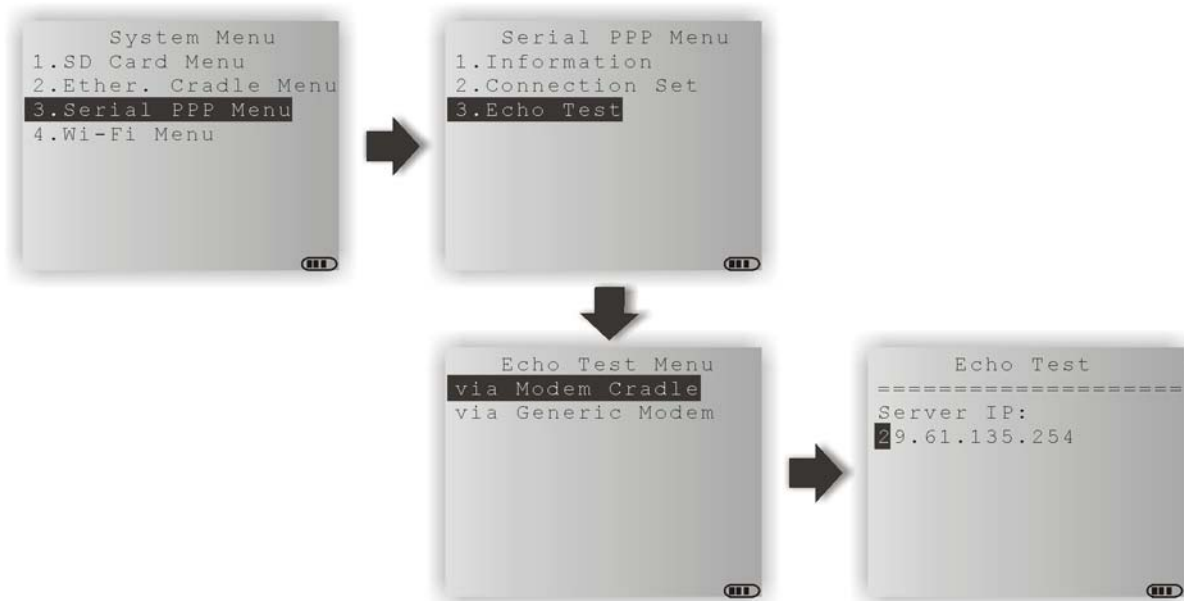 System Menu
1.SD Card Menu
2.Ether. Cradle Menu
3.Serial PPP Menu
4.Wi-Fi Menu
Serial PPP Menu
1.Information
2.Connection Set
3.Echo Test
Echo Test Menu
via Modem Cradle
via Generic Modem
Echo Test
====================
Server IP:
29.61.135.254